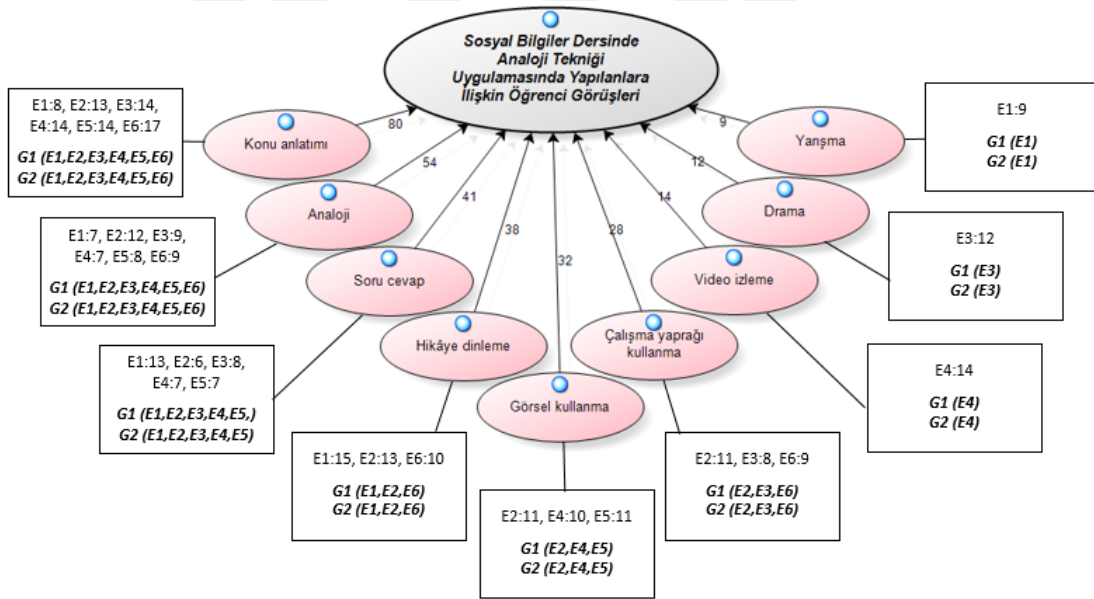 Sosyal Bilgiler Dersinde
Analoji Tekniği
Uygulamasında Yapılanlara
İlişkin Öğrenci Görüşleri
E1:8, E2:13, E3:14,
E4:14, E5:14, E6:17
G1 (E1,E2,E3,E4,E5,E6)
G2 (E1,E2,E3,E4,E5,E6)
Konu anlatımı
80
E1:7, E2:12, E3:9,
E4:7, E5:8, E6:9
G1 (E1,E2,E3,E4,E5,E6)
G2 (E1,E2,E3,E4,E5,E6)
Analoji
54
E1:13, E2:6, E3:8,
E4:7, E5:7
G1 (E1,E2,E3,E4,E5,)
G2 (E1,E2,E3,E4,E5)
Soru cevap
41
E1:15, E2:13, E6:10
G1 (E1,E2,E6)
G2 (E1,E2,E6)
Hikâye dinleme
38
E2:11, E4:10, E5:11
G1 (E2,E4,E5)
G2 (E2,E4,E5)
Görsel kullanma
32
E2:11, E3:8, E6:9
G1 (E2,E3,E6)
G2 (E2,E3,E6)
Çalışma yaprağı
kullanma
28
E4:14
G1 (E4)
G2 (E4)
Video izleme
14
E3:12
G1 (E3)
G2 (E3)
Drama
12
E1:9
G1 (E1)
G2 (E1)
Yarışma
9